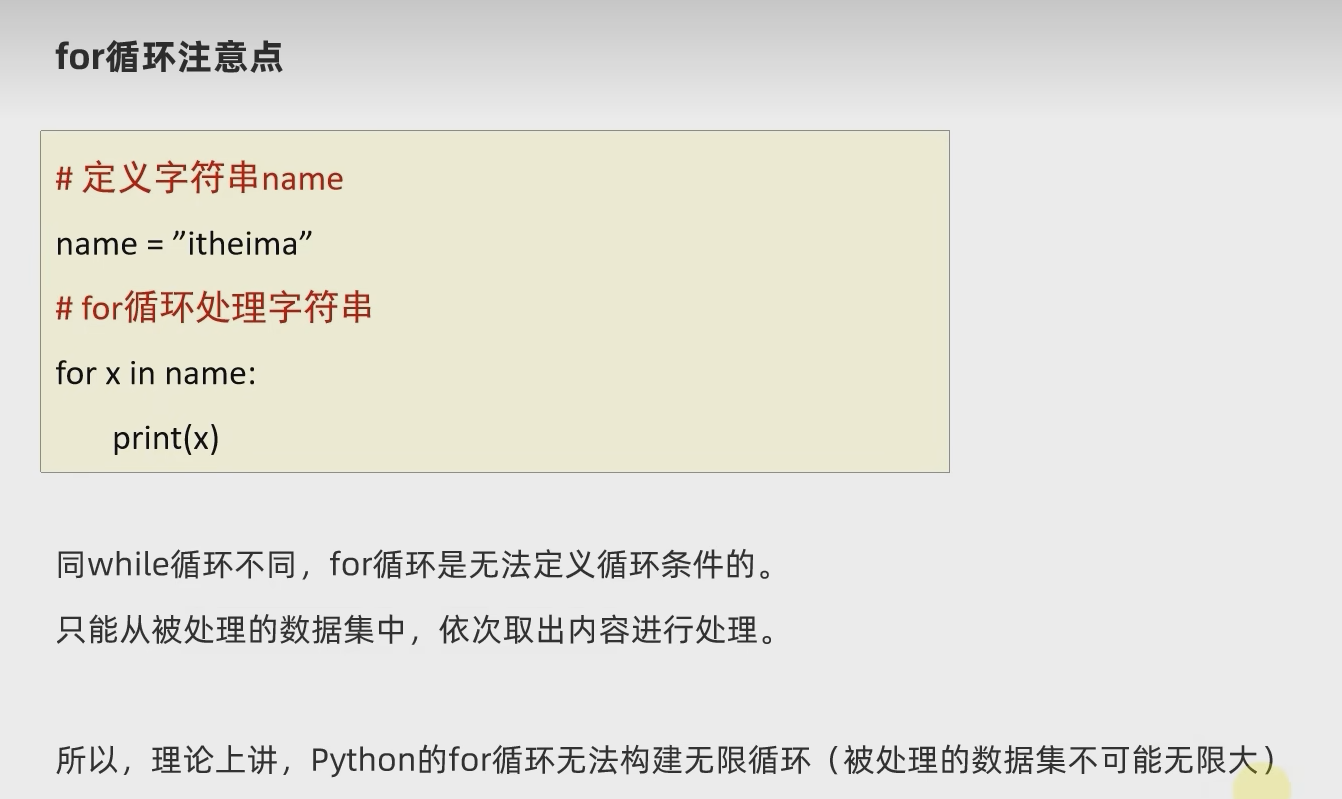 for循环注意点
# 定义字符串name
name = ”itheima”
# for循环处理字符串
for x in name:
print(x)
同while循环不同，for循环是无法定义循环条件的。
只能从被处理的数据集中，依次取出内容进行处理。
所以，理论上讲，Python的for循环无法构建无限循环（被处理的数据集不可能无限大）